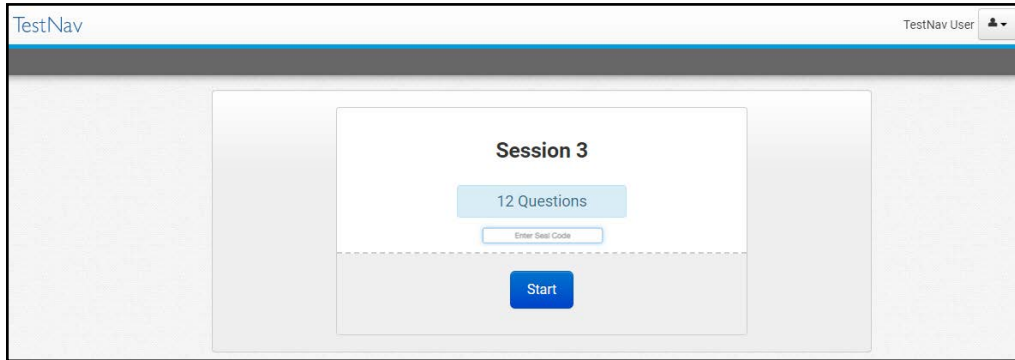 TestNav
TestNav User
Session 3
12 Questions
Enter Seal Code
Start